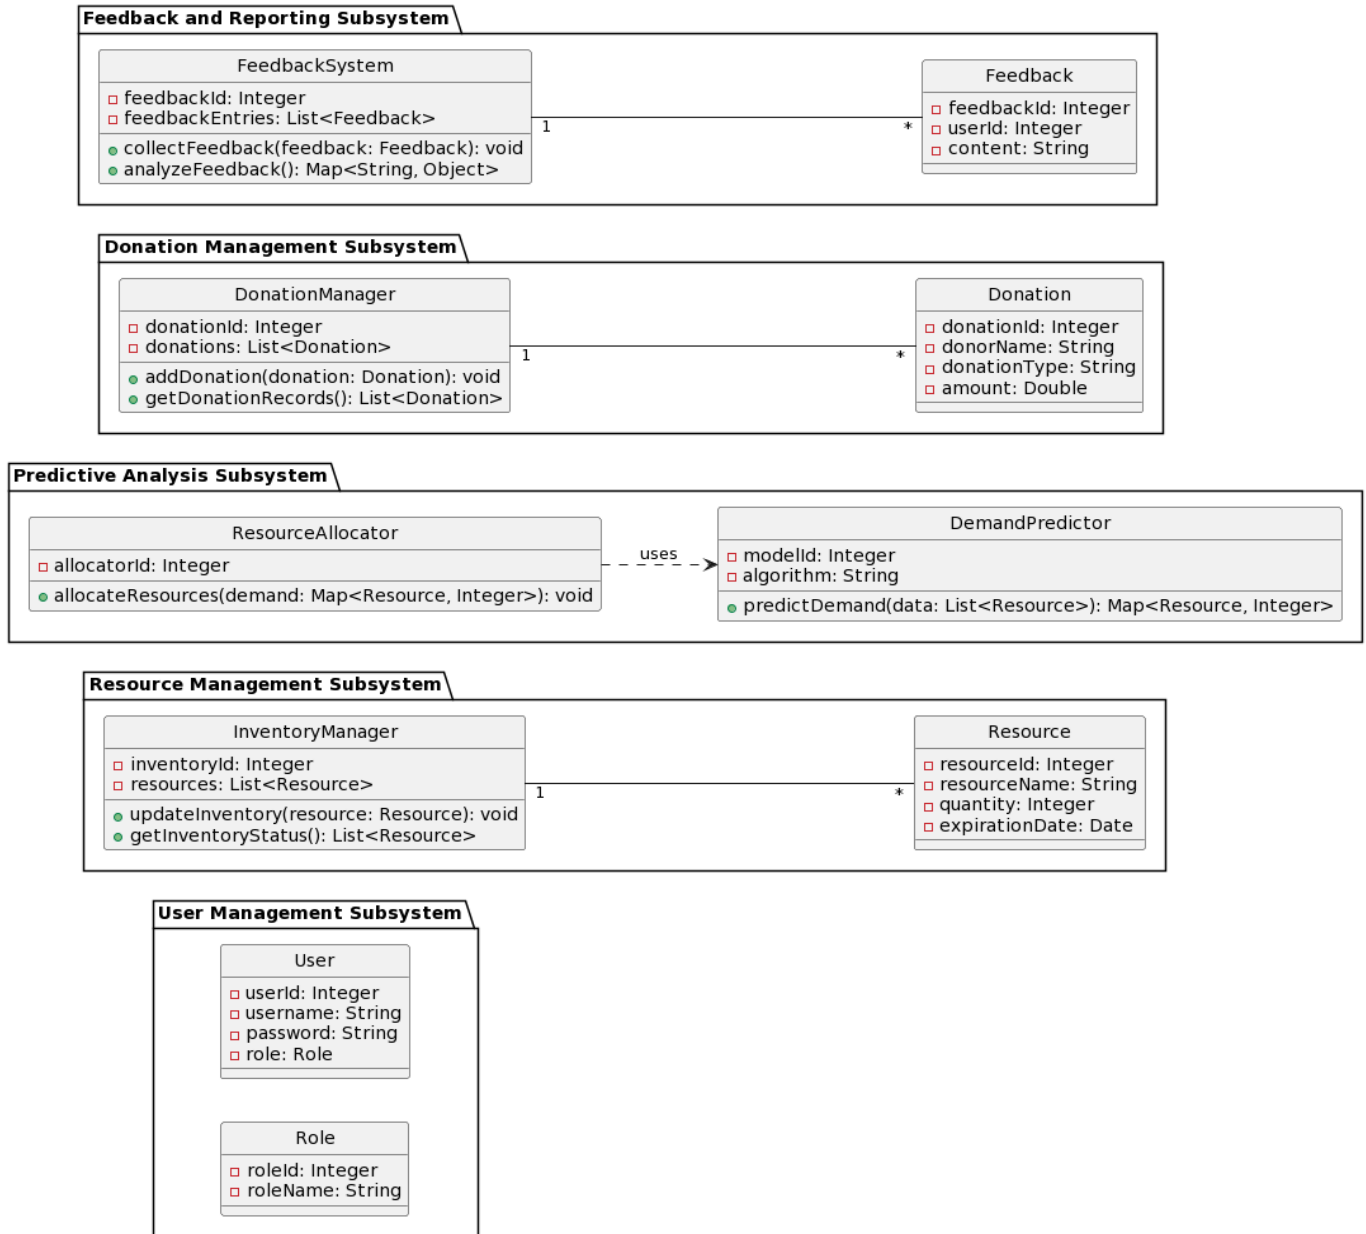 Feedback and Reporting Subsystem
FeedbackSystem
feedbackId: Integer
feedbackEntries: List<Feedback>
collectFeedback(feedback: Feedback): void
analyzeFeedback(): Map<String, Object>
1
*
Feedback
feedbackId: Integer
userId: Integer
content: String
Donation Management Subsystem
DonationManager
donationId: Integer
donations: List<Donation>
addDonation(donation: Donation): void
getDonationRecords(): List<Donation>
1
*
Donation
donationId: Integer
donorName: String
donationType: String
amount: Double
Predictive Analysis Subsystem
ResourceAllocator
allocatorId: Integer
allocateResources(demand: Map<Resource, Integer>): void
uses
DemandPredictor
modelId: Integer
algorithm: String
predictDemand(data: List<Resource>): Map<Resource, Integer>
Resource Management Subsystem
InventoryManager
inventoryId: Integer
resources: List<Resource>
updateInventory(resource: Resource): void
getInventoryStatus(): List<Resource>
1
*
Resource
resourceId: Integer
resourceName: String
quantity: Integer
expirationDate: Date
User Management Subsystem
User
userId: Integer
username: String
password: String
role: Role
Role
roleId: Integer
roleName: String